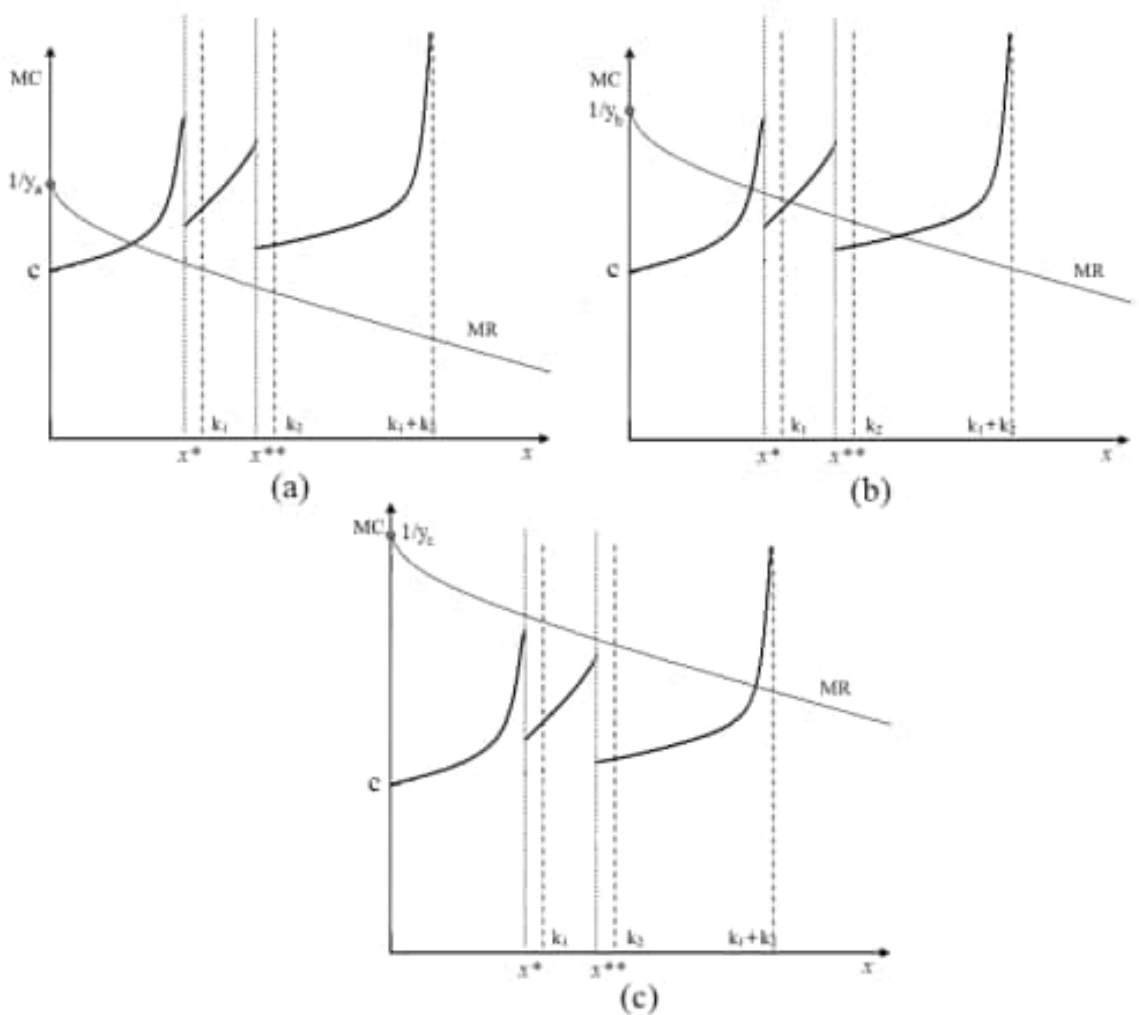 MC
1/yₐ
c
MR
k₁
k₂
k₁+k₂
x*
x**
x
(a)
MC
1/y_b
c
MR
k₁
k₂
k₁+k₂
x*
x**
x
(b)
MC
1/y_c
c
MR
k₁
k₂
k₁+k₂
x*
x**
x
(c)